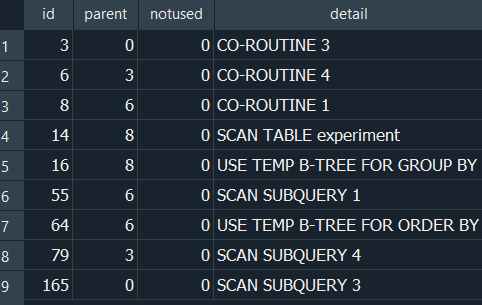 id parent notused detail
1 3 0 0 CO-ROUTINE 3
2 6 3 0 CO-ROUTINE 4
3 8 6 0 CO-ROUTINE 1
4 14 8 0 SCAN TABLE experiment
5 16 8 0 USE TEMP B-TREE FOR GROUP BY
6 55 6 0 SCAN SUBQUERY 1
7 64 6 0 USE TEMP B-TREE FOR ORDER BY
8 79 3 0 SCAN SUBQUERY 4
9 165 0 0 SCAN SUBQUERY 3